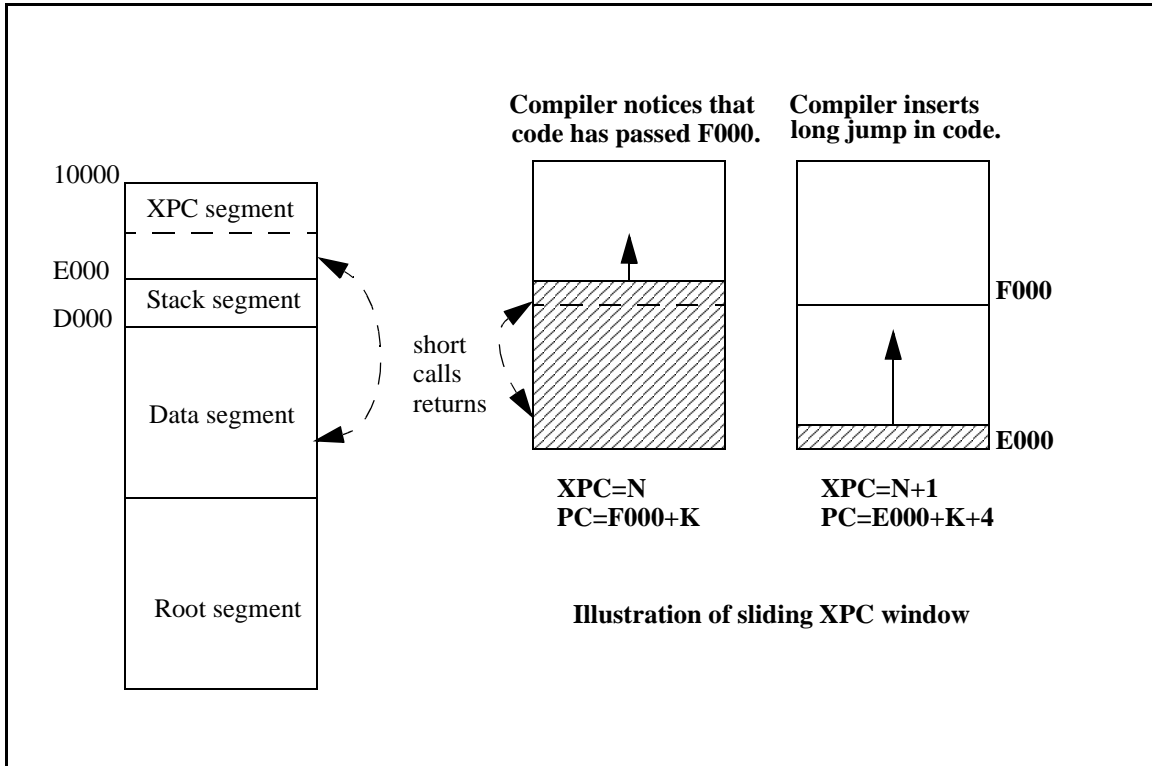 10000
XPC segment
E000
Stack segment
D000
Data segment
Root segment
short
calls
returns
Compiler notices that
code has passed F000.
XPC=N
PC=F000+K
Compiler inserts
long jump in code.
F000
E000
XPC=N+1
PC=E000+K+4
Illustration of sliding XPC window